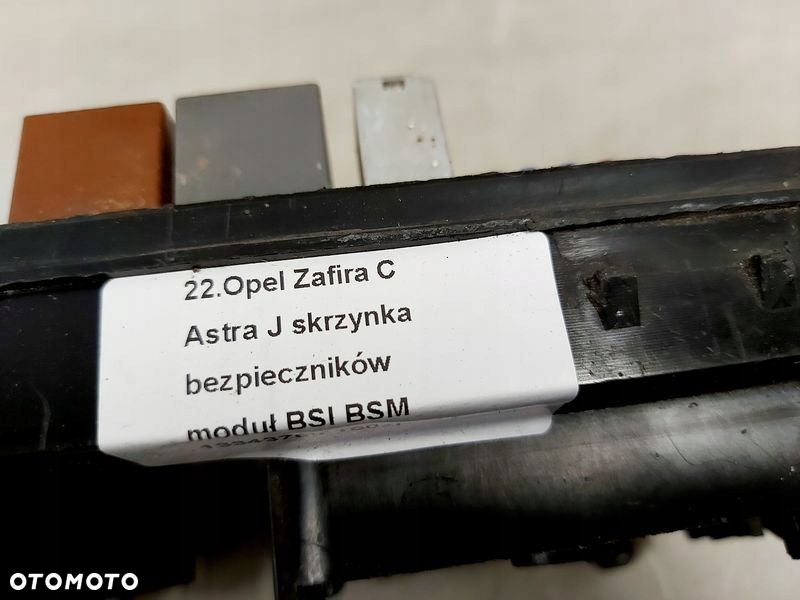 22.Opel Zafira C
Astra J skrzynka
bezpieczników
moduł BSI BSM
OTOMOTO